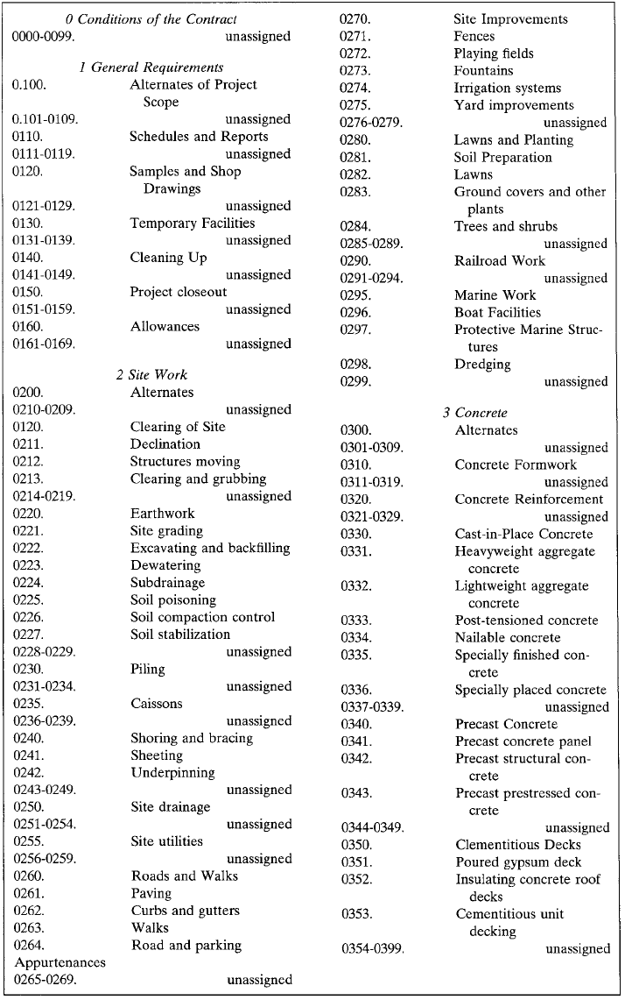 0 Conditions of the Contract
0000-0099. unassigned
1 General Requirements
0.100. Alternates of Project
Scope
0.101-0109. unassigned
0110. Schedules and Reports
0111-0119. unassigned
0120. Samples and Shop
Drawings
0121-0129. unassigned
0130. Temporary Facilities
0131-0139. unassigned
0140. Cleaning Up
0141-0149. unassigned
0150. Project closeout
0151-0159. unassigned
0160. Allowances
0161-0169. unassigned
2 Site Work
0200. Alternates
0210-0209. unassigned
0120. Clearing of Site
0211. Declination
0212. Structures moving
0213. Clearing and grubbing
0214-0219. unassigned
0220. Earthwork
0221. Site grading
0222. Excavating and backfilling
0223. Dewatering
0224. Subdrainage
0225. Soil poisoning
0226. Soil compaction control
0227. Soil stabilization
0228-0229. unassigned
0230. Piling
0231-0234. unassigned
0235. Caissons
0236-0239. unassigned
0240. Shoring and bracing
0241. Sheeting
0242. Underpinning
0243-0249. unassigned
0250. Site drainage
0251-0254. unassigned
0255. Site utilities
0256-0259. unassigned
0260. Roads and Walks
0261. Paving
0262. Curbs and gutters
0263. Walks
0264. Road and parking
Appurtenances
0265-0269. unassigned
0270. Site Improvements
0271. Fences
0272. Playing fields
0273. Fountains
0274. Irrigation systems
0275. Yard improvements
0276-0279. unassigned
0280. Lawns and Planting
0281. Soil Preparation
0282. Lawns
0283. Ground covers and other
plants
0284. Trees and shrubs
0285-0289. unassigned
0290. Railroad Work
0291-0294. unassigned
0295. Marine Work
0296. Boat Facilities
0297. Protective Marine Struc-
tures
0298. Dredging
0299. unassigned
3 Concrete
0300. Alternates
0301-0309. unassigned
0310. Concrete Formwork
0311-0319. unassigned
0320. Concrete Reinforcement
0321-0329. unassigned
0330. Cast-in-Place Concrete
0331. Heavyweight aggregate
concrete
0332. Lightweight aggregate
concrete
0333. Post-tensioned concrete
0334. Nailable concrete
0335. Specially finished con-
crete
0336. Specially placed concrete
0337-0339. unassigned
0340. Precast Concrete
0341. Precast concrete panel
0342. Precast structural con-
crete
0343. Precast prestressed con-
crete
0344-0349. unassigned
0350. Clementitious Decks
0351. Poured gypsum deck
0352. Insulating concrete roof
decks
0353. Cementitious unit
decking
0354-0399. unassigned